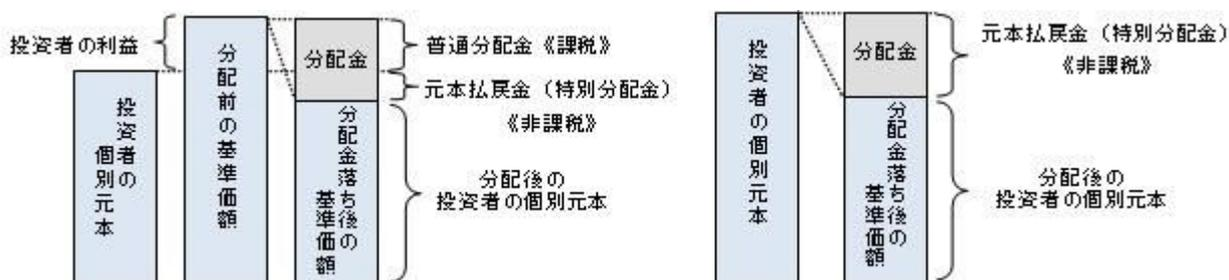 投資者の利益
投資者の
個別元本
分配前の基準価額
分配金
分配金落ち後の
基準価額
普通分配金《課税》
元本払戻金（特別分配金）
《非課税》
分配後の
投資者の個別元本
投資者の個別元本
分配金
分配金落ち後の
基準価額
元本払戻金（特別分配金）
《非課税》
分配後の
投資者の個別元本